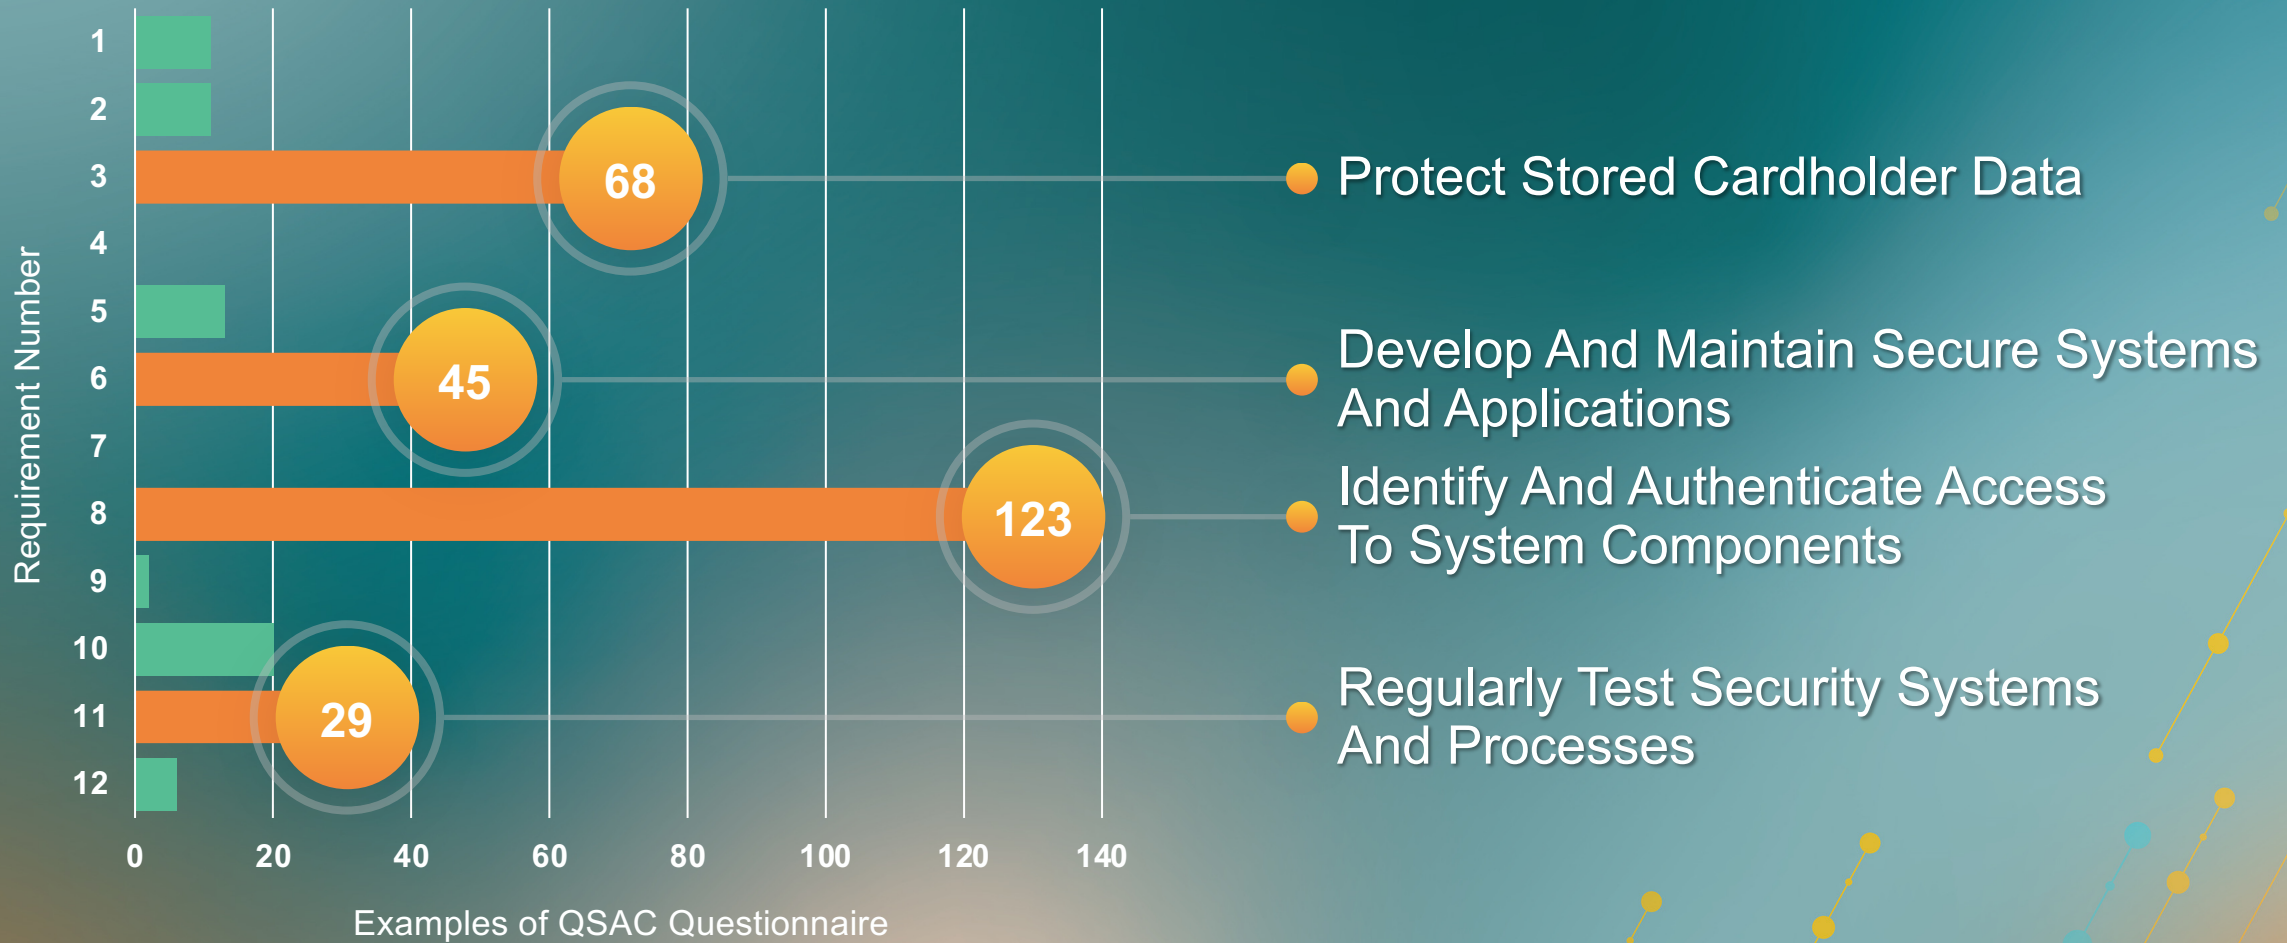 Requirement Number
1
2
3
4
5
6
7
8
9
10
11
12
68
45
123
29
Protect Stored Cardholder Data
Develop And Maintain Secure Systems
And Applications
Identify And Authenticate Access
To System Components
Regularly Test Security Systems
And Processes
0 20 40 60 80 100 120 140
Examples of QSAC Questionnaire